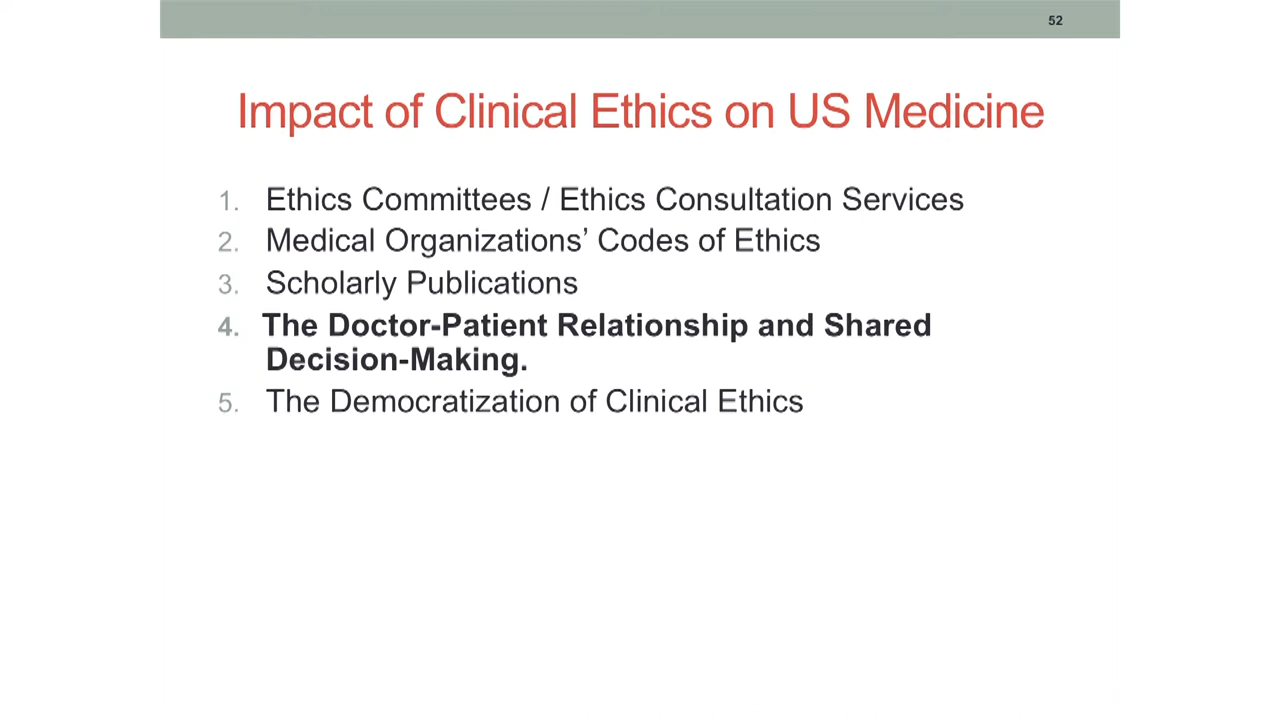 52
Impact of Clinical Ethics on US Medicine
1. Ethics Committees / Ethics Consultation Services
2. Medical Organizations’ Codes of Ethics
3. Scholarly Publications
4. The Doctor-Patient Relationship and Shared
Decision-Making.
5. The Democratization of Clinical Ethics